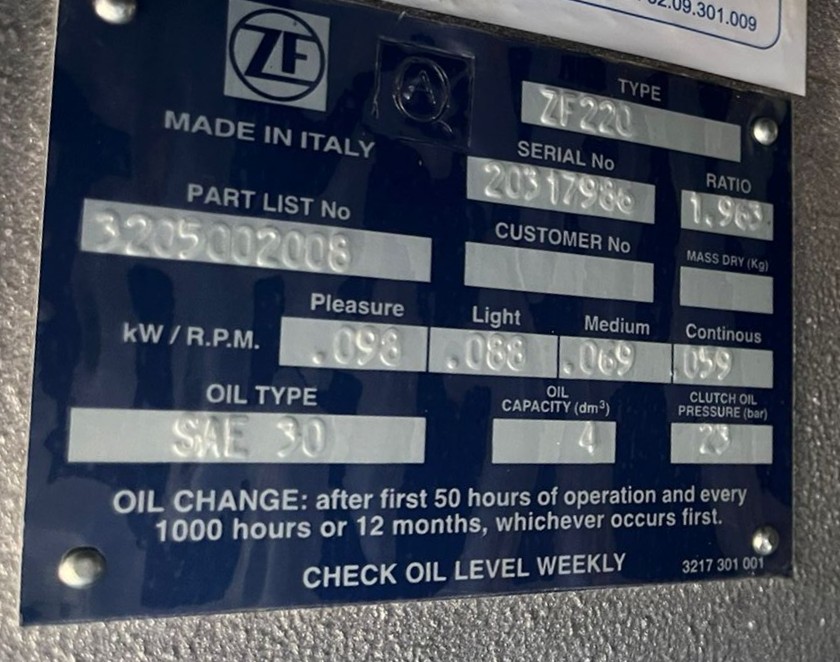 02.09.301.009
ZF
A
MADE IN ITALY
TYPE
ZF220
SERIAL No
20317986
RATIO
1.963
PART LIST No
3205002008
CUSTOMER No
MASS DRY (Kg)
Pleasure Light Medium Continous
kW / R.P.M. .098 .088 .069 .059
OIL TYPE
SAE 30
OIL
CAPACITY (dm³)
4
CLUTCH OIL
PRESSURE (bar)
23
OIL CHANGE: after first 50 hours of operation and every
1000 hours or 12 months, whichever occurs first.
CHECK OIL LEVEL WEEKLY
3217 301 001